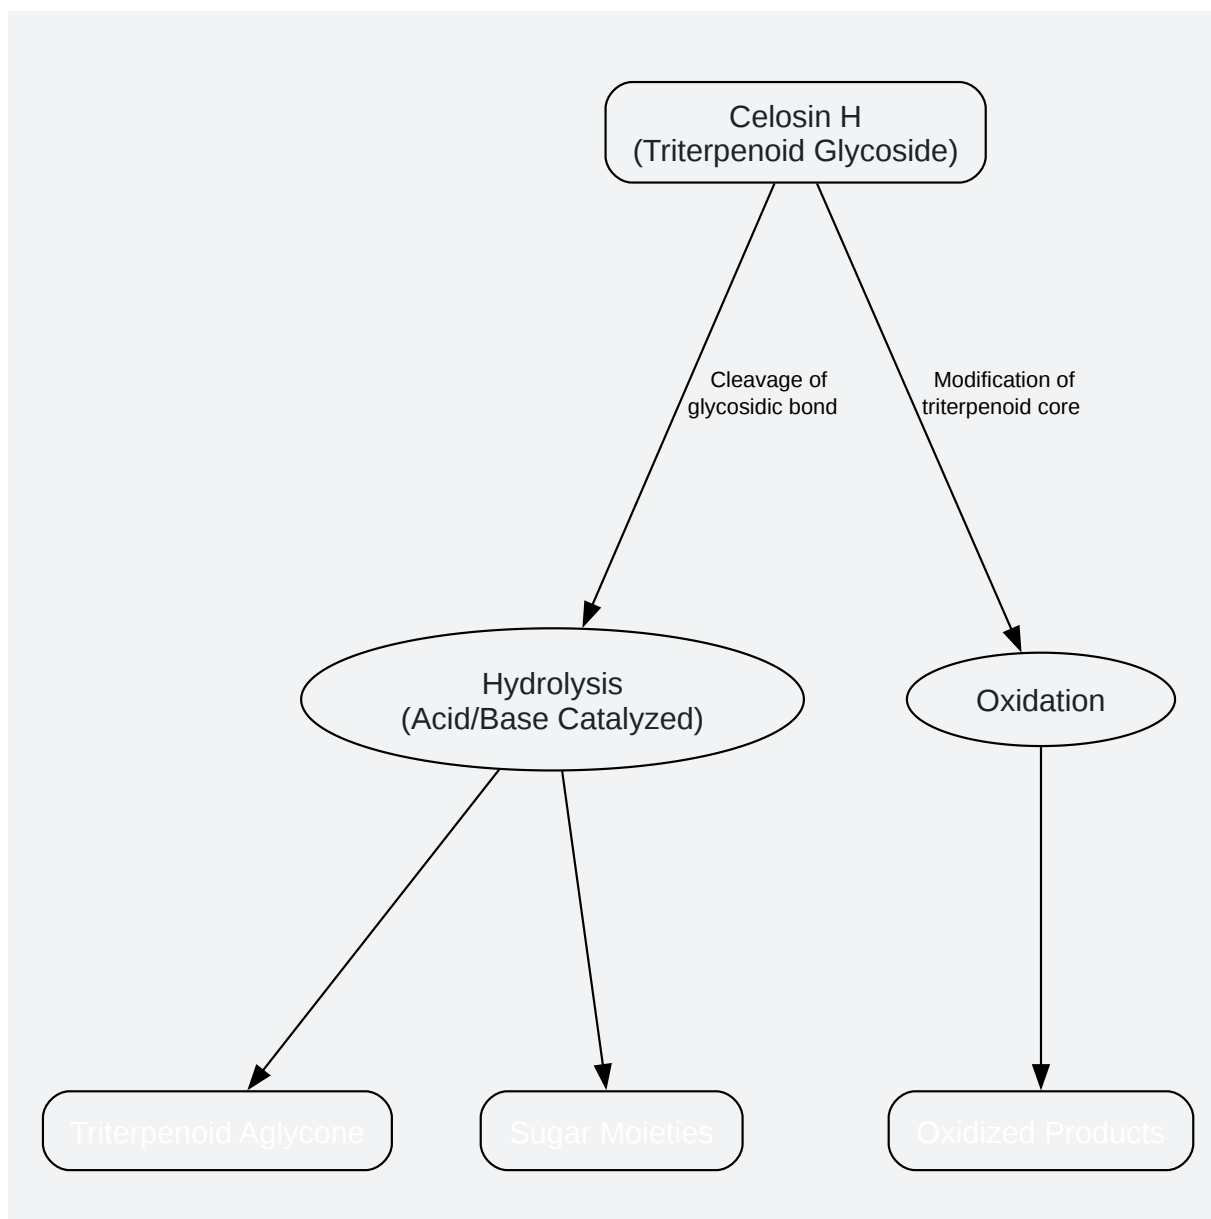 Celosin H
(Triterpenoid Glycoside)
Cleavage of
glycosidic bond
Modification of
triterpenoid core
Hydrolysis
(Acid/Base Catalyzed)
Oxidation
Triterpenoid Aglycone
Sugar Moieties
Oxidized Products